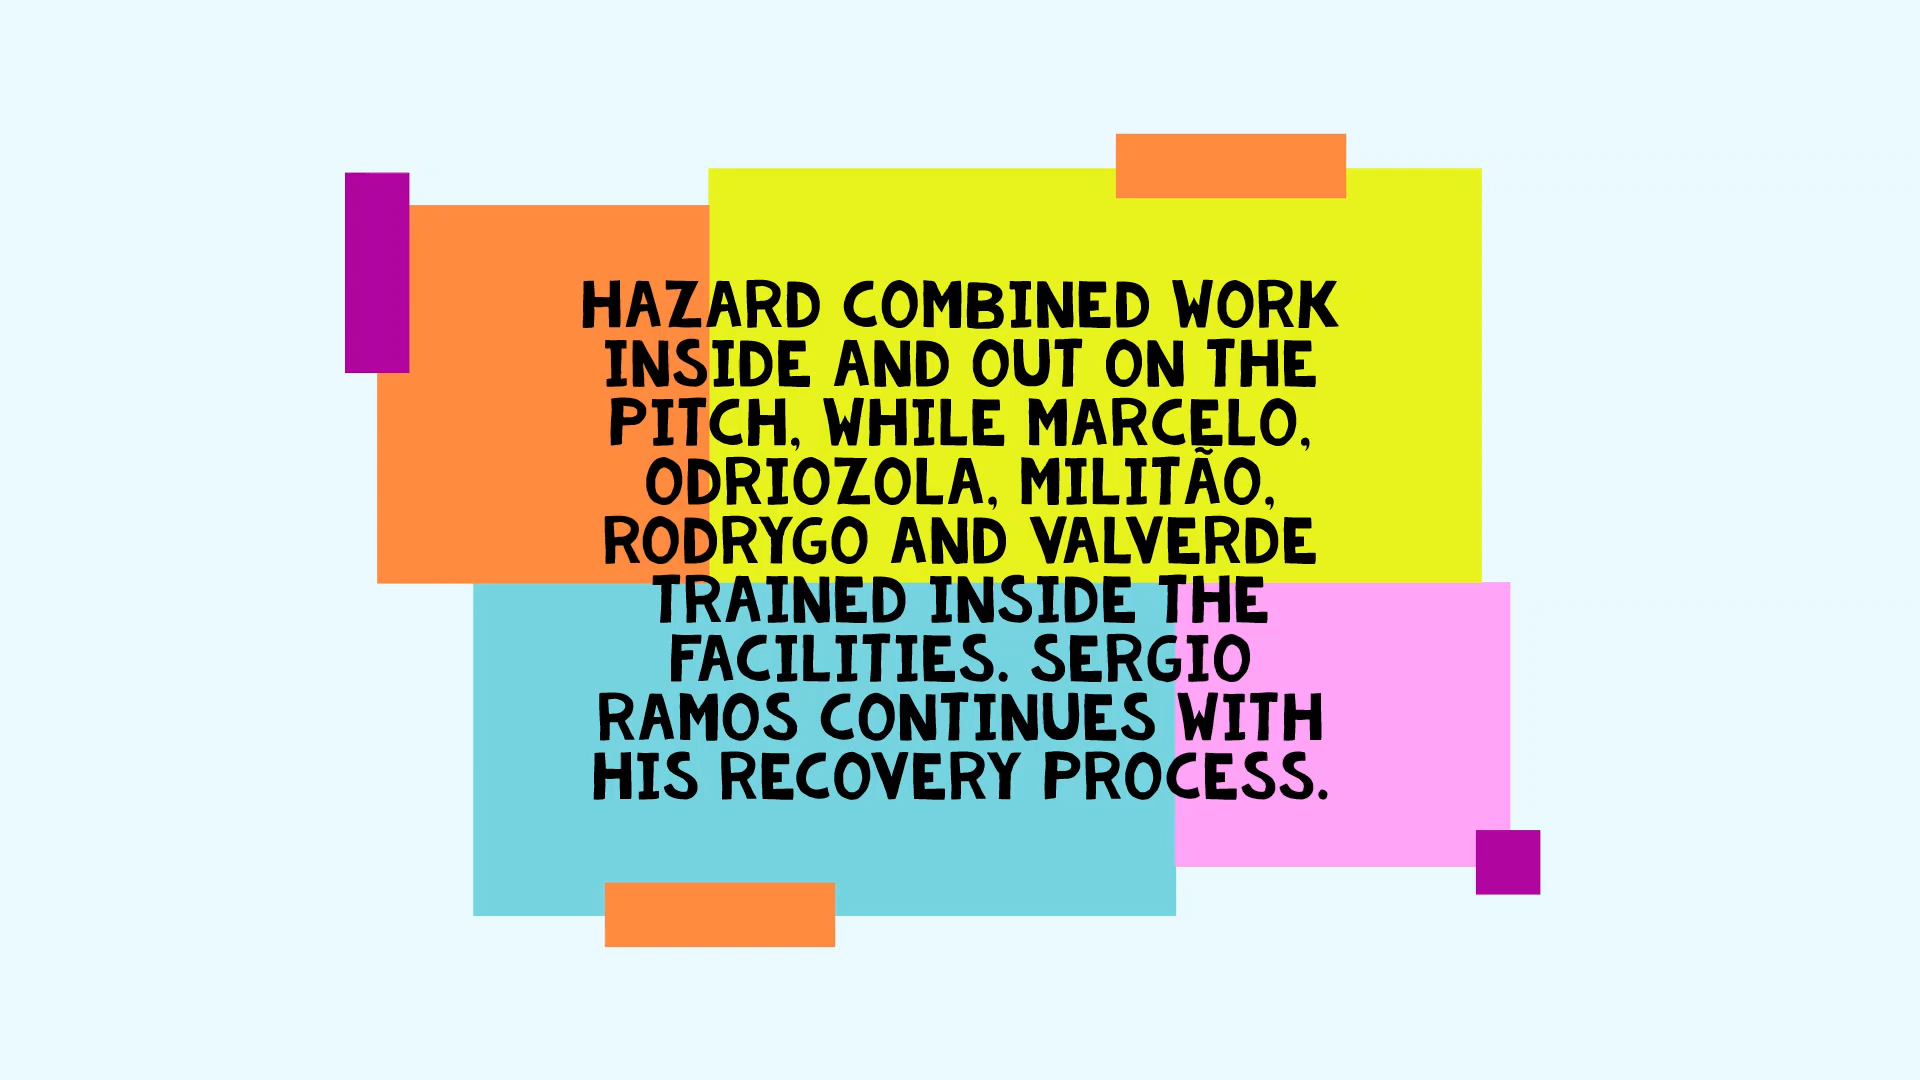 HAZARD COMBINED WORK
INSIDE AND OUT ON THE
PITCH, WHILE MARCELO,
ODRIOZOLA, MILITÃO,
RODRYGO AND VALVERDE
TRAINED INSIDE THE
FACILITIES. SERGIO
RAMOS CONTINUES WITH
HIS RECOVERY PROCESS.